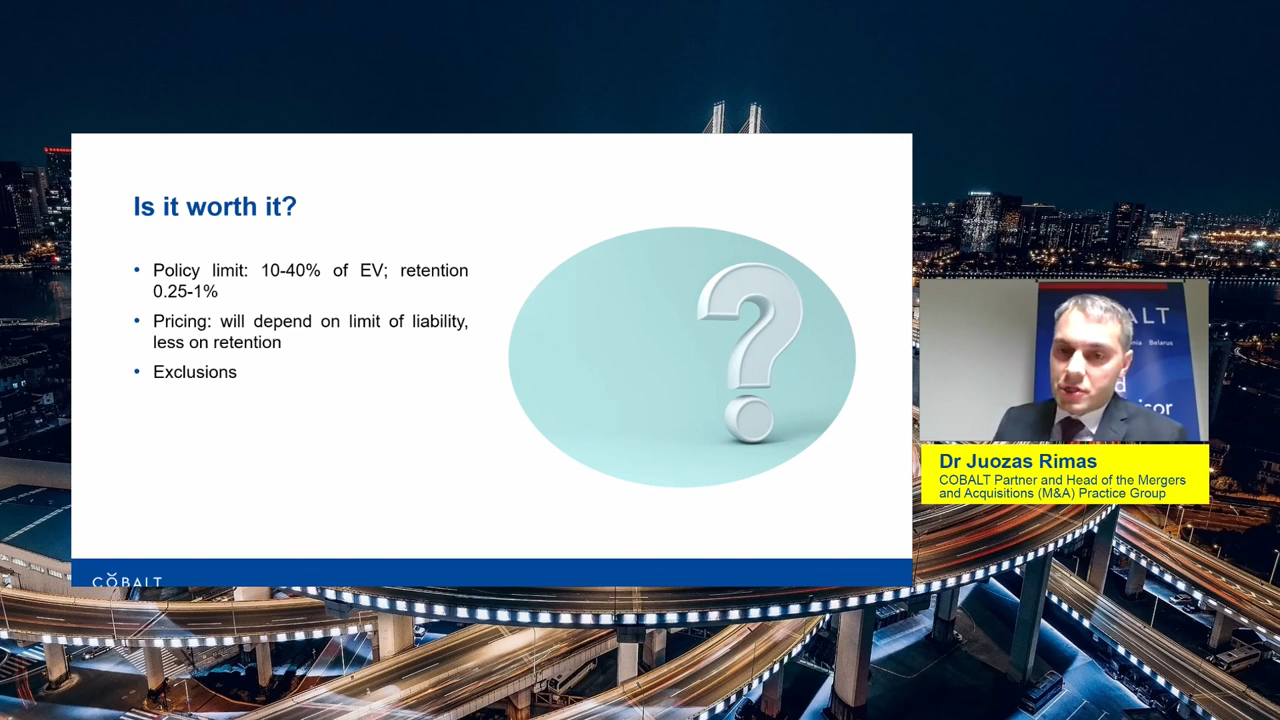 Is it worth it?
• Policy limit: 10-40% of EV; retention
0.25-1%
• Pricing: will depend on limit of liability,
less on retention
• Exclusions
COBALT
ALT
Belarus
Dr Juozas Rimas
COBALT Partner and Head of the Mergers
and Acquisitions (M&A) Practice Group